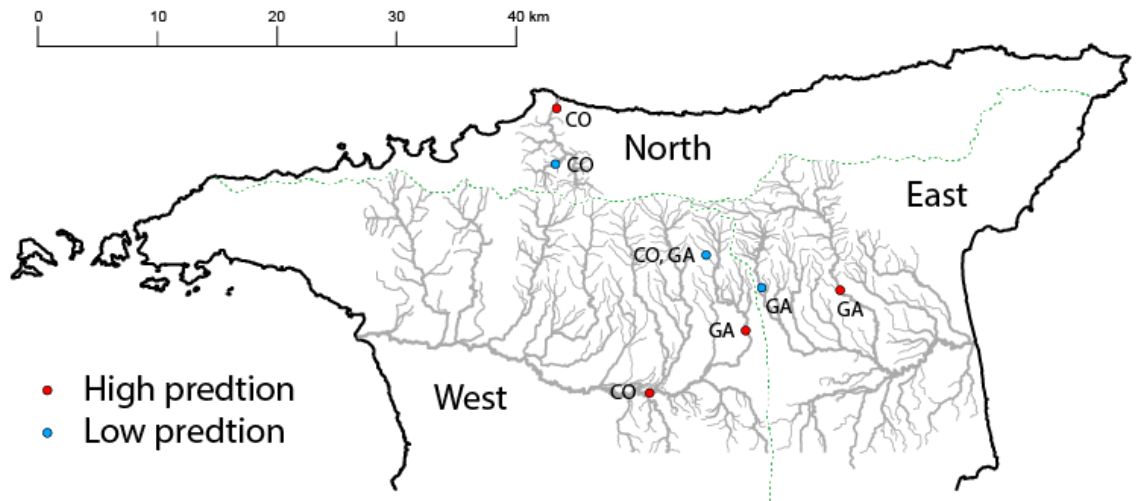 0 10 20 30 40 km
CO
North
CO
East
CO, GA
GA
GA
GA
CO
West
High predtion
Low predtion